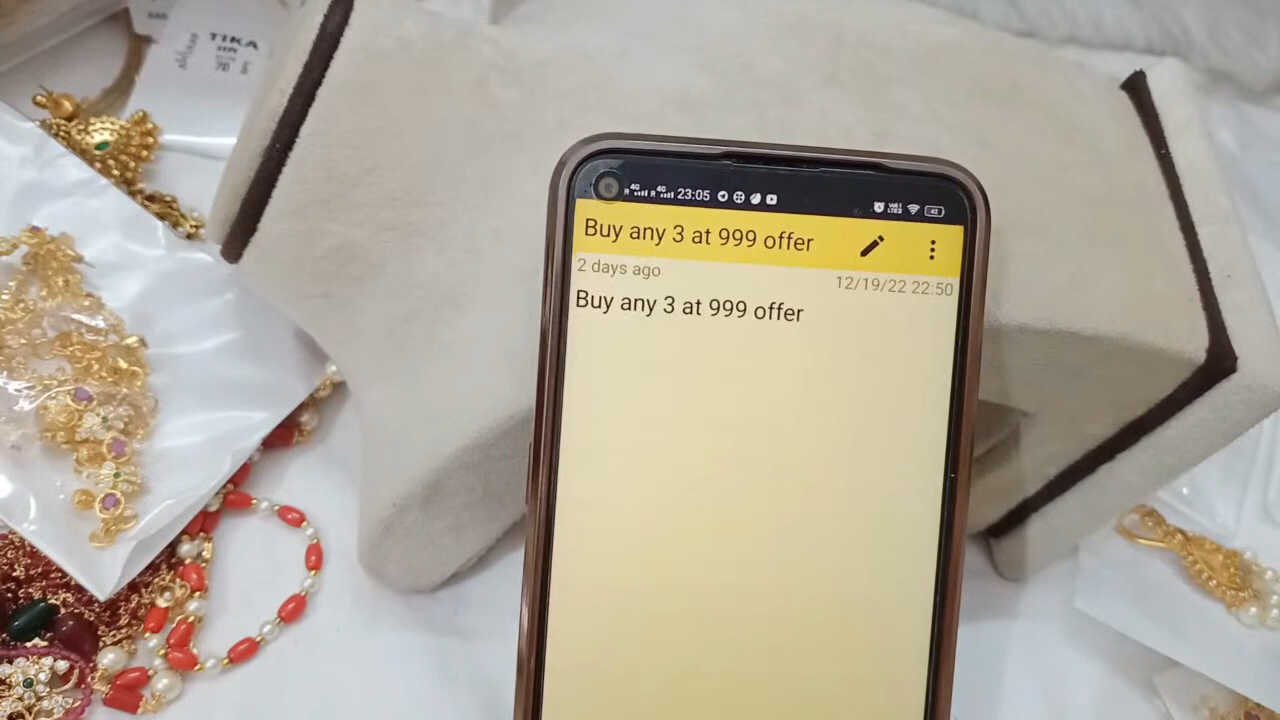 TIKA
23:05
42
Buy any 3 at 999 offer
2 days ago
12/19/22 22:50
Buy any 3 at 999 offer